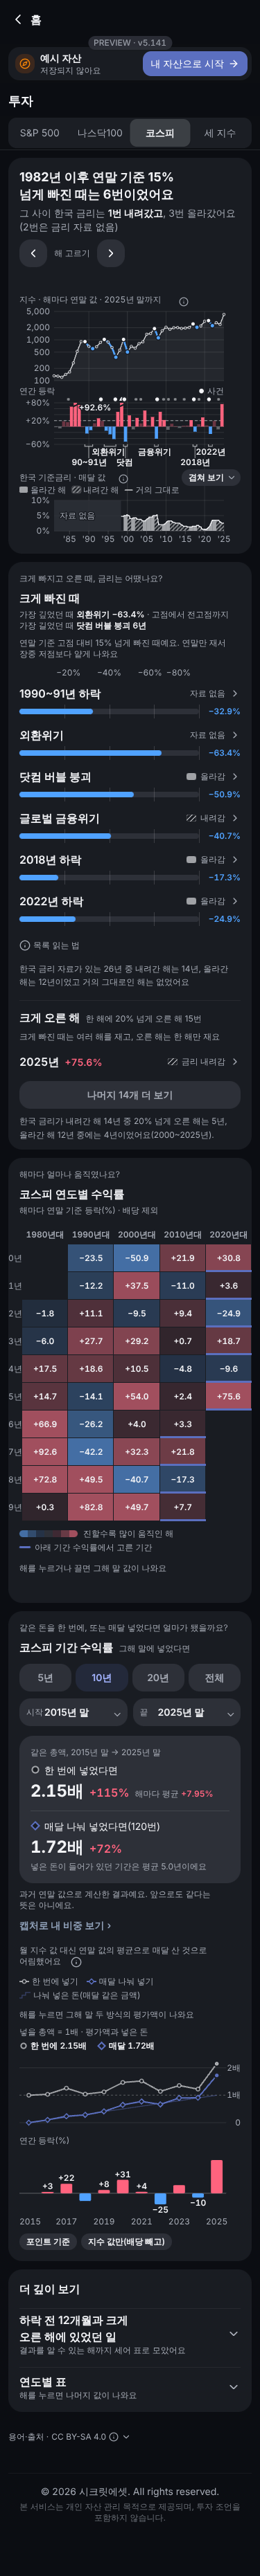 홈
PREVIEW · v5.141
예시 자산
저장되지 않아요
내 자산으로 시작 →
투자
S&P 500 나스닥100 코스피 세 지수
1982년 이후 연말 기준 15%
넘게 빠진 때는 6번이었어요
그 사이 한국 금리는 1번 내려갔고, 3번 올라갔어요
(2번은 금리 자료 없음)
해 고르기
지수 · 해마다 연말 값 · 2025년 말까지
5,000
2,000
1,000
500
200
100
연간 등락
사건
+80%
+92.6%
+20%
−60%
외환위기 금융위기 2022년
90~91년 닷컴 2018년
한국 기준금리 · 매달 값
겹쳐 보기
올라간 해 내려간 해 거의 그대로
10%
5%
0%
자료 없음
'85 '90 '95 '00 '05 '10 '15 '20 '25
크게 빠지고 오른 때, 금리는 어땠나요?
크게 빠진 때
가장 깊었던 때 외환위기 −63.4% · 고점에서 전고점까지
가장 길었던 때 닷컴 버블 붕괴 6년
연말 기준 고점 대비 15% 넘게 빠진 때예요. 연말만 재서
장중 저점보다 얕게 나와요
−20% −40% −60% −80%
1990~91년 하락 자료 없음
−32.9%
외환위기 자료 없음
−63.4%
닷컴 버블 붕괴 올라감
−50.9%
글로벌 금융위기 내려감
−40.7%
2018년 하락 올라감
−17.3%
2022년 하락 올라감
−24.9%
목록 읽는 법
한국 금리 자료가 있는 26년 중 내려간 해는 14년, 올라간
해는 12년이었고 거의 그대로인 해는 없었어요
크게 오른 해 한 해에 20% 넘게 오른 해 15번
크게 빠진 때는 여러 해를 재고, 오른 해는 한 해만 재요
2025년 +75.6% 금리 내려감
나머지 14개 더 보기
한국 금리가 내려간 해 14년 중 20% 넘게 오른 해는 5년,
올라간 해 12년 중에는 4년이었어요(2000~2025년).
해마다 얼마나 움직였나요?
코스피 연도별 수익률
해마다 연말 기준 등락(%) · 배당 제외
1980년대 1990년대 2000년대 2010년대 2020년대
0년 −23.5 −50.9 +21.9 +30.8
1년 −12.2 +37.5 −11.0 +3.6
2년 −1.8 +11.1 −9.5 +9.4 −24.9
3년 −6.0 +27.7 +29.2 +0.7 +18.7
4년 +17.5 +18.6 +10.5 −4.8 −9.6
5년 +14.7 −14.1 +54.0 +2.4 +75.6
6년 +66.9 −26.2 +4.0 +3.3
7년 +92.6 −42.2 +32.3 +21.8
8년 +72.8 +49.5 −40.7 −17.3
9년 +0.3 +82.8 +49.7 +7.7
진할수록 많이 움직인 해
아래 기간 수익률에서 고른 기간
해를 누르거나 끌면 그해 말 값이 나와요
같은 돈을 한 번에, 또는 매달 넣었다면 얼마가 됐을까요?
코스피 기간 수익률 그해 말에 넣었다면
5년 10년 20년 전체
시작 2015년 말 끝 2025년 말
같은 총액, 2015년 말 → 2025년 말
한 번에 넣었다면
2.15배 +115% 해마다 평균 +7.95%
매달 나눠 넣었다면(120번)
1.72배 +72%
넣은 돈이 들어가 있던 기간은 평균 5.0년이에요
과거 연말 값으로 계산한 결과예요. 앞으로도 같다는
뜻은 아니에요.
캡처로 내 비중 보기 ›
월 지수 값 대신 연말 값의 평균으로 매달 산 것으로
어림했어요
한 번에 넣기 매달 나눠 넣기
나눠 넣은 돈(매달 같은 금액)
해를 누르면 그해 말 두 방식의 평가액이 나와요
넣을 총액 = 1배 · 평가액과 넣은 돈
한 번에 2.15배 매달 1.72배
2배
1배
0
연간 등락(%)
+3 +22 +8 +31 +4 −25 −10
2015 2017 2019 2021 2023 2025
포인트 기준 지수 값만(배당 빼고)
더 깊이 보기
하락 전 12개월과 크게
오른 해에 있었던 일
결과를 알 수 있는 해까지 세어 표로 모았어요
연도별 표
해를 누르면 나머지 값이 나와요
용어·출처 · CC BY-SA 4.0
© 2026 시크릿에셋. All rights reserved.
본 서비스는 개인 자산 관리 목적으로 제공되며, 투자 조언을
포함하지 않습니다.